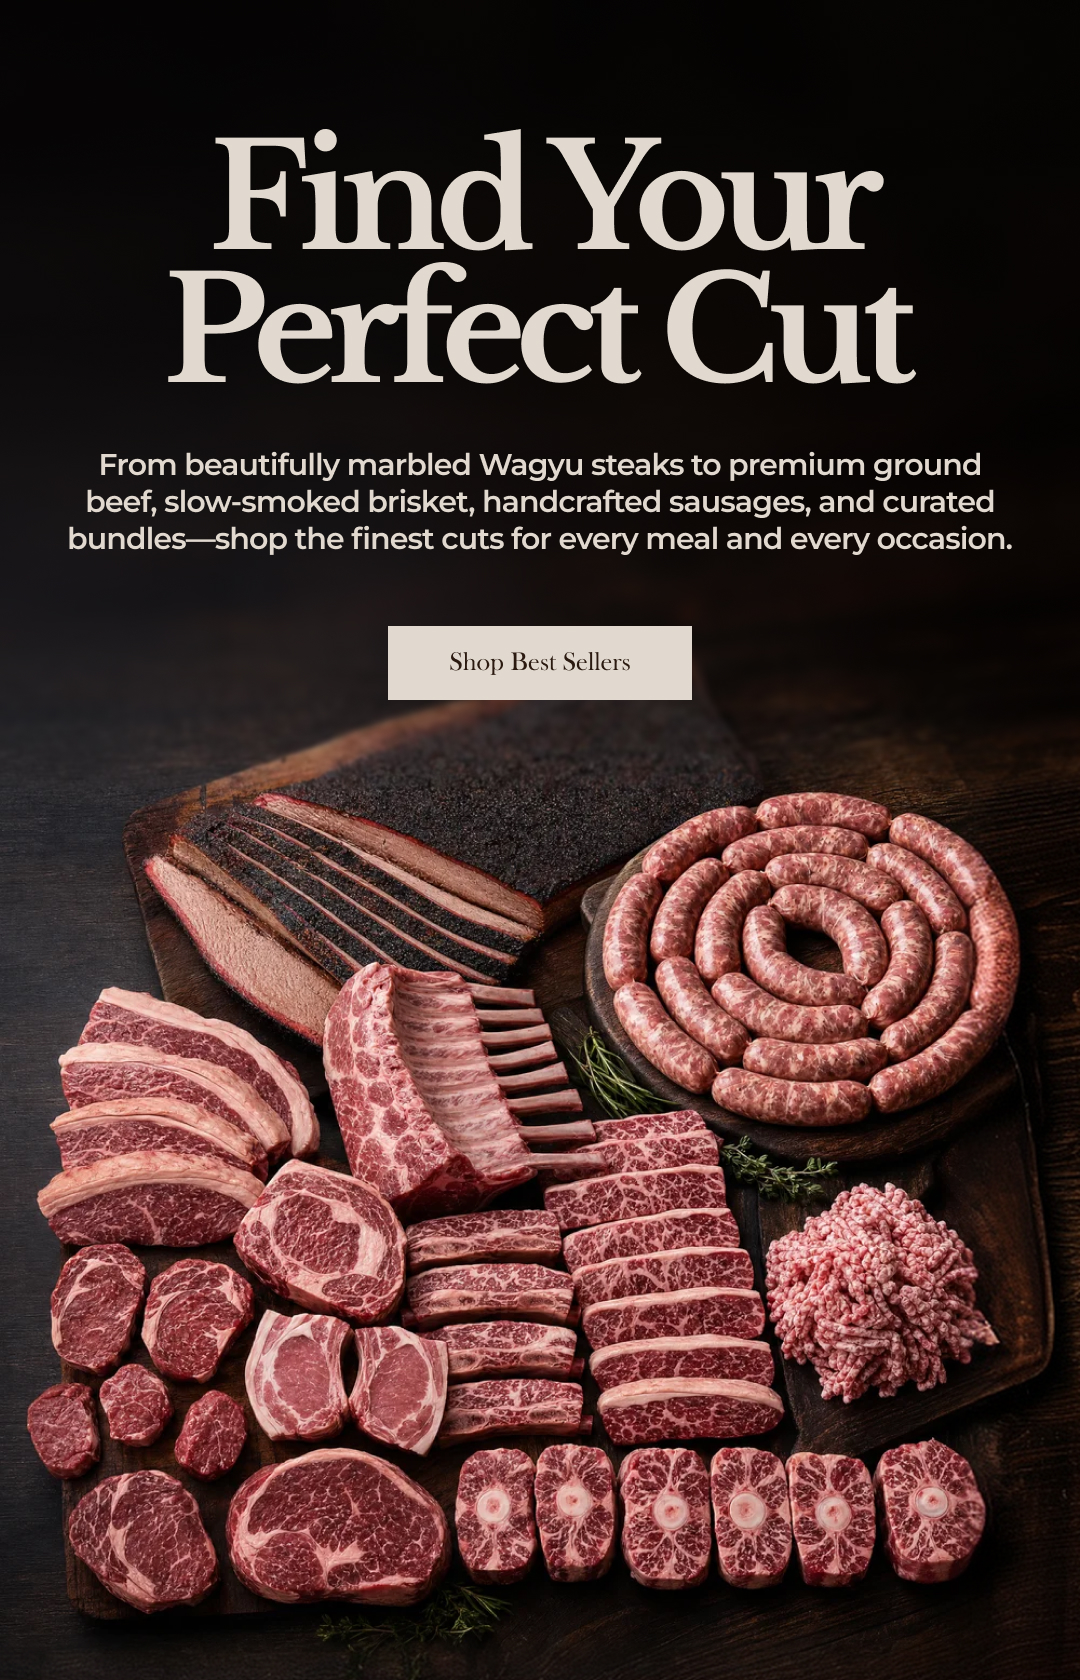 Find Your
Perfect Cut
From beautifully marbled Wagyu steaks to premium ground
beef, slow-smoked brisket, handcrafted sausages, and curated
bundles—shop the finest cuts for every meal and every occasion.
Shop Best Sellers